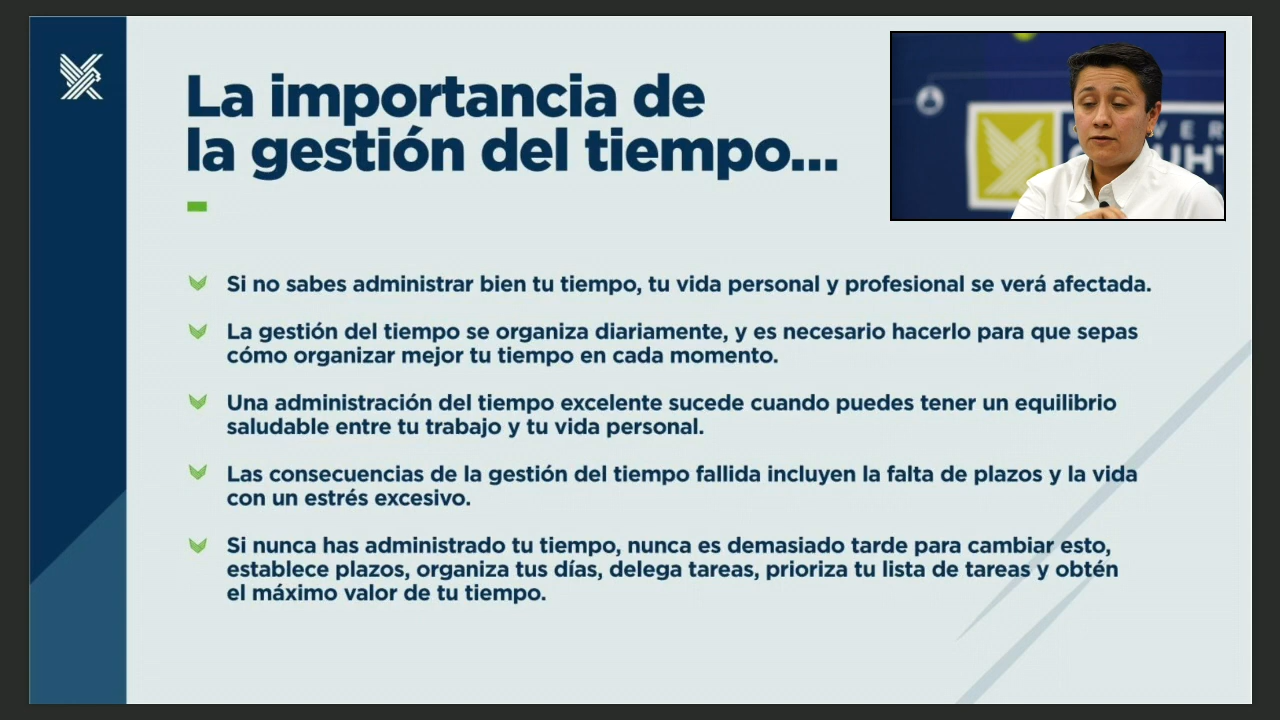 La importancia de
la gestión del tiempo...
Si no sabes administrar bien tu tiempo, tu vida personal y profesional se verá afectada.
La gestión del tiempo se organiza diariamente, y es necesario hacerlo para que sepas
cómo organizar mejor tu tiempo en cada momento.
Una administración del tiempo excelente sucede cuando puedes tener un equilibrio
saludable entre tu trabajo y tu vida personal.
Las consecuencias de la gestión del tiempo fallida incluyen la falta de plazos y la vida
con un estrés excesivo.
Si nunca has administrado tu tiempo, nunca es demasiado tarde para cambiar esto,
establece plazos, organiza tus días, delega tareas, prioriza tu lista de tareas y obtén
el máximo valor de tu tiempo.